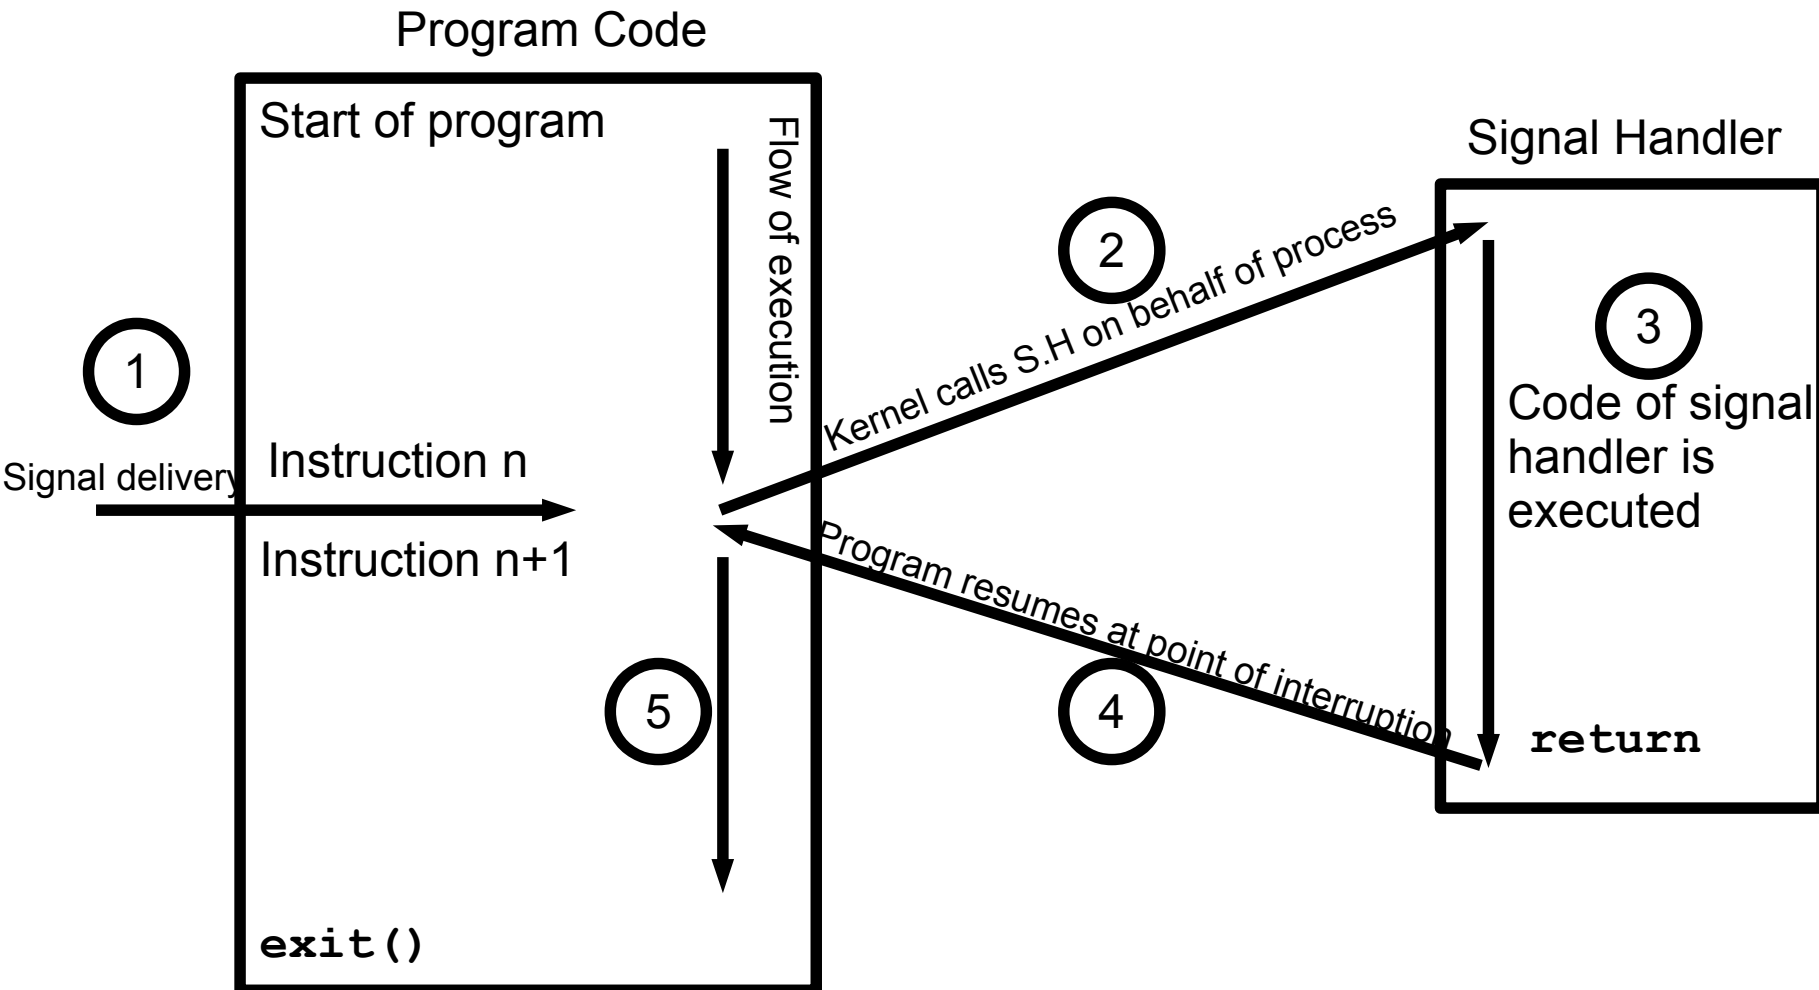 Program Code
Start of program
Flow of execution
Signal Handler
1
Signal delivery
Instruction n
Instruction n+1
2
Kernel calls S.H on behalf of process
3
Code of signal
handler is
executed
return
Program resumes at point of interruption
4
5
exit()